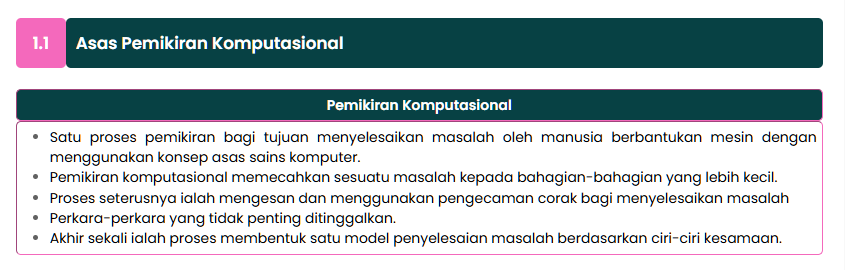 1.1 Asas Pemikiran Komputasional
Pemikiran Komputasional
• Satu proses pemikiran bagi tujuan menyelesaikan masalah oleh manusia berbantukan mesin dengan
menggunakan konsep asas sains komputer.
• Pemikiran komputasional memecahkan sesuatu masalah kepada bahagian-bahagian yang lebih kecil.
• Proses seterusnya ialah mengesan dan menggunakan pengecaman corak bagi menyelesaikan masalah
• Perkara-perkara yang tidak penting ditinggalkan.
• Akhir sekali ialah proses membentuk satu model penyelesaian masalah berdasarkan ciri-ciri kesamaan.